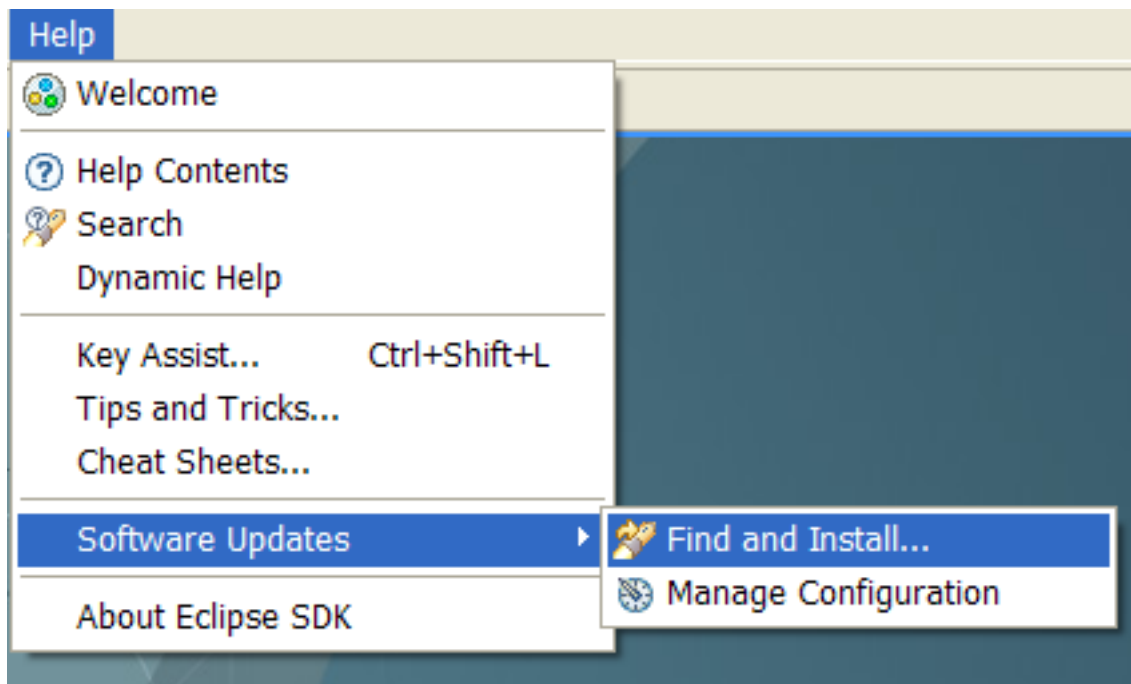 Help
Welcome
Help Contents
Search
Dynamic Help
Key Assist... Ctrl+Shift+L
Tips and Tricks...
Cheat Sheets...
Software Updates
Find and Install...
Manage Configuration
About Eclipse SDK